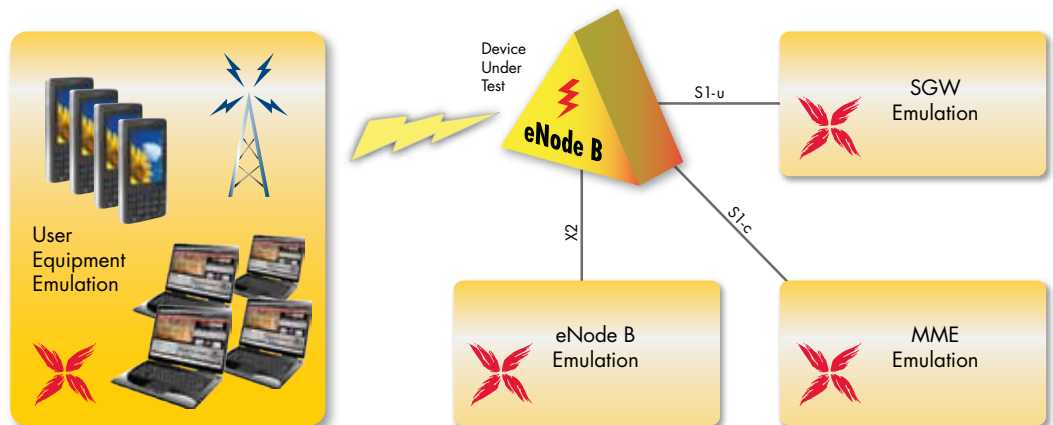 Device
Under
Test
eNode B
S1-u
SGW
Emulation
User
Equipment
Emulation
X2
S1-c
eNode B
Emulation
MME
Emulation